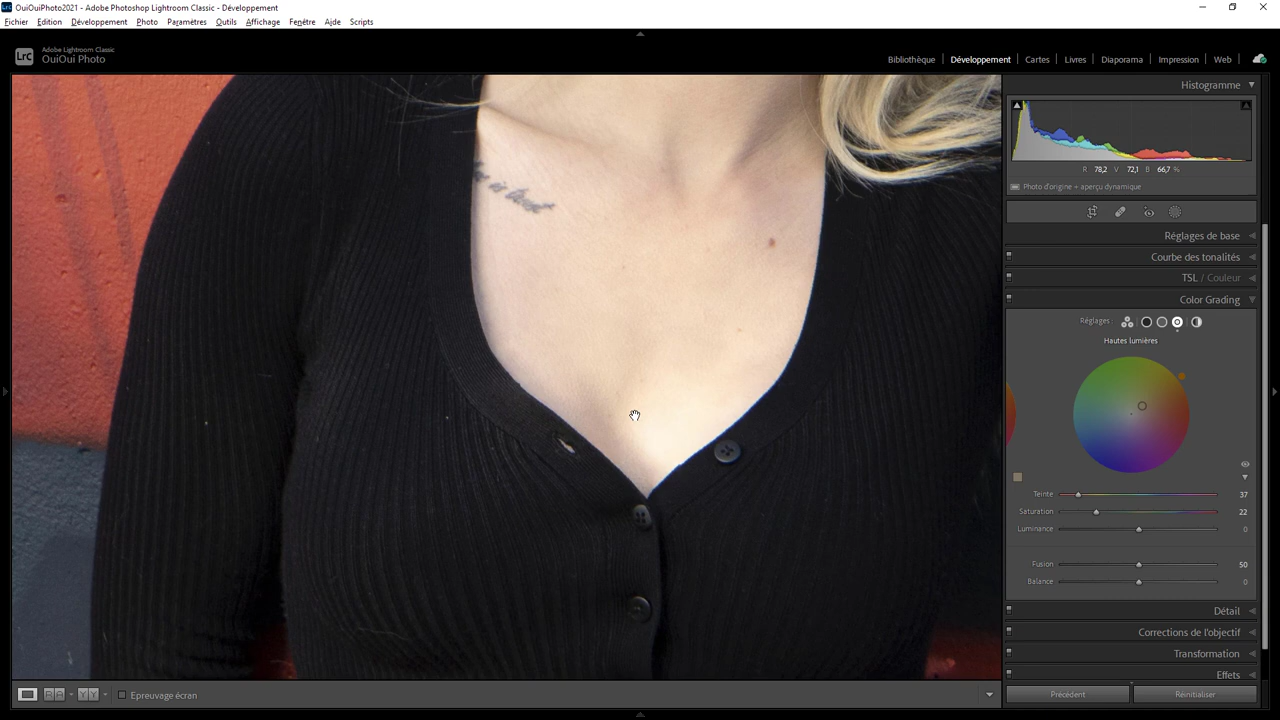 OuiOuiPhoto2021 - Adobe Photoshop Lightroom Classic - Développement
Fichier Edition Développement Photo Paramètres Outils Affichage Fenêtre Aide Scripts
Lrc
Adobe Lightroom Classic
OuiOui Photo
Bibliothèque Développement Cartes Livres Diaporama Impression Web
Histogramme
R 78,2 V 72,1 B 66,7 %
Photo d'origine + aperçu dynamique
Réglages de base
Courbe des tonalités
TSL / Couleur
Color Grading
Réglages :
Hautes lumières
Teinte 37
Saturation 22
Luminance 0
Fusion 50
Balance 0
Détail
Corrections de l'objectif
Transformation
Effets
Epreuvage écran
Précédent Réinitialiser